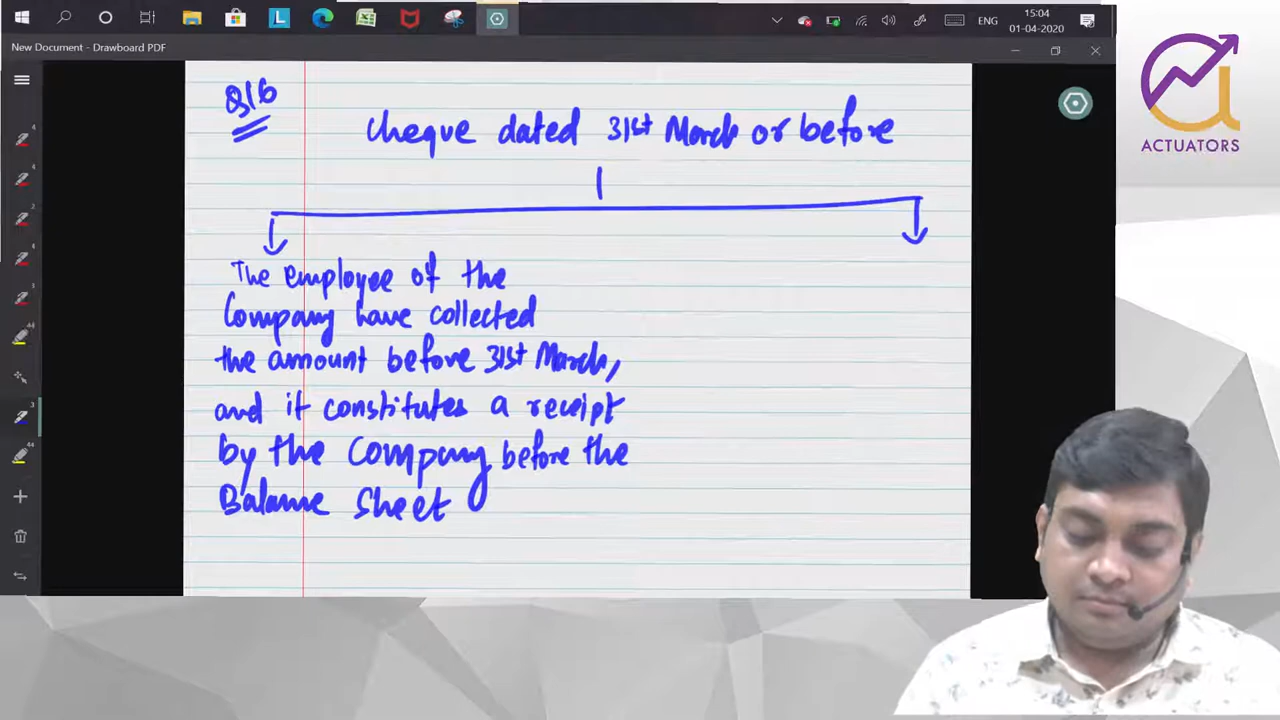 15:04
ENG
01-04-2020
New Document - Drawboard PDF
ACTUATORS
Q16
Cheque dated 31st March or before
The employee of the
Company have collected
the amount before 31st March,
and it constitutes a receipt
by the Company before the
Balance Sheet